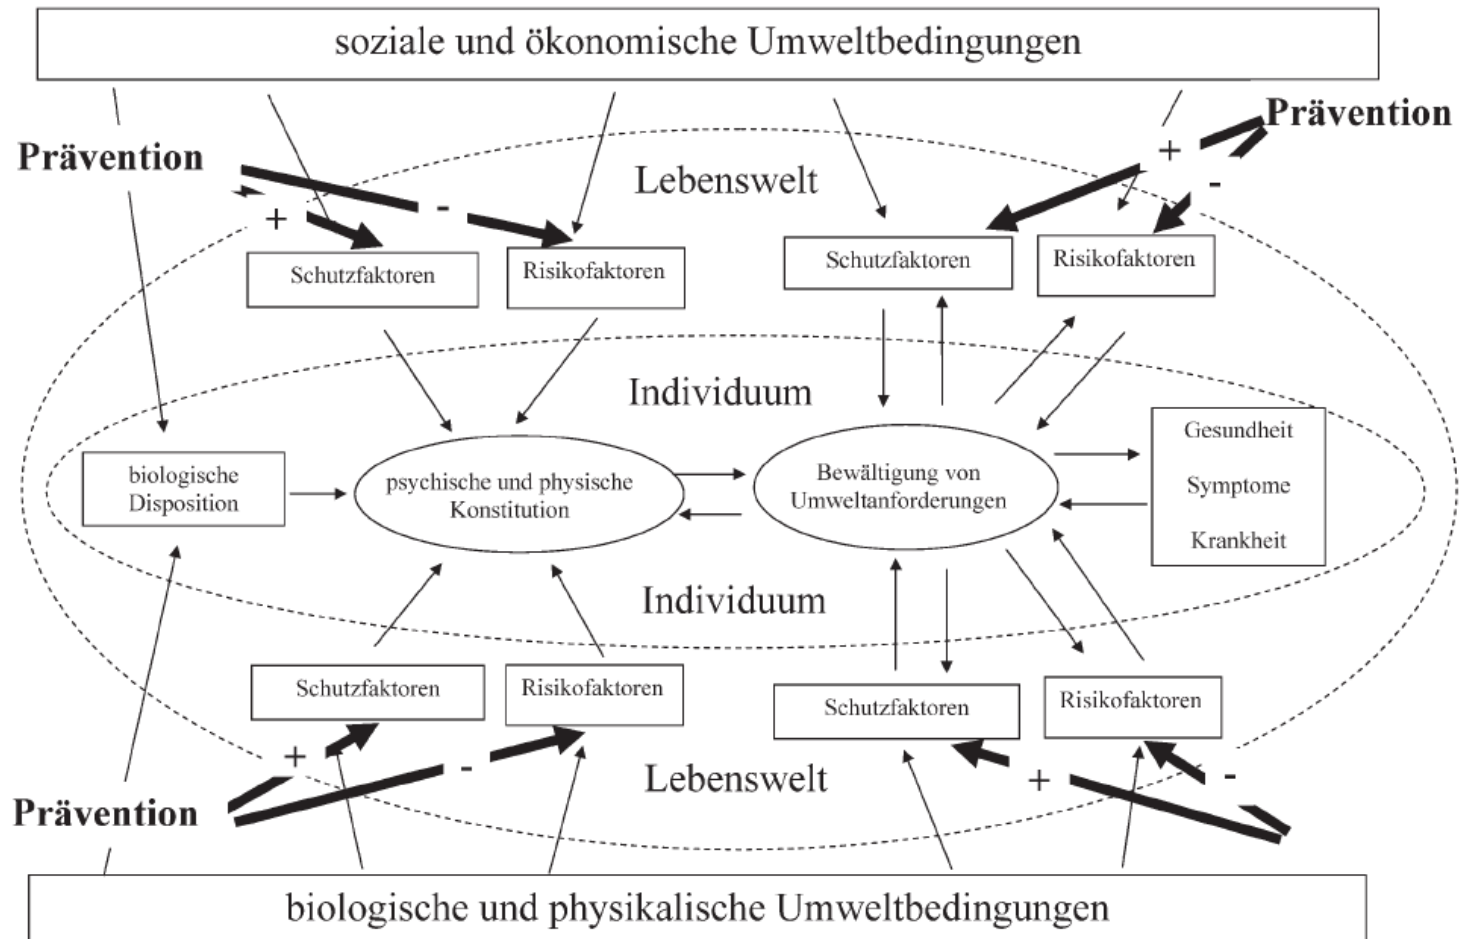 soziale und ökonomische Umweltbedingungen
Prävention
Prävention
+
-
+
-
Lebenswelt
Schutzfaktoren
Risikofaktoren
Schutzfaktoren
Risikofaktoren
Individuum
biologische
Disposition
psychische und physische
Konstitution
Bewältigung von
Umweltanforderungen
Gesundheit
Symptome
Krankheit
Individuum
Schutzfaktoren
Risikofaktoren
Schutzfaktoren
Risikofaktoren
+
-
Lebenswelt
+
-
Prävention
biologische und physikalische Umweltbedingungen